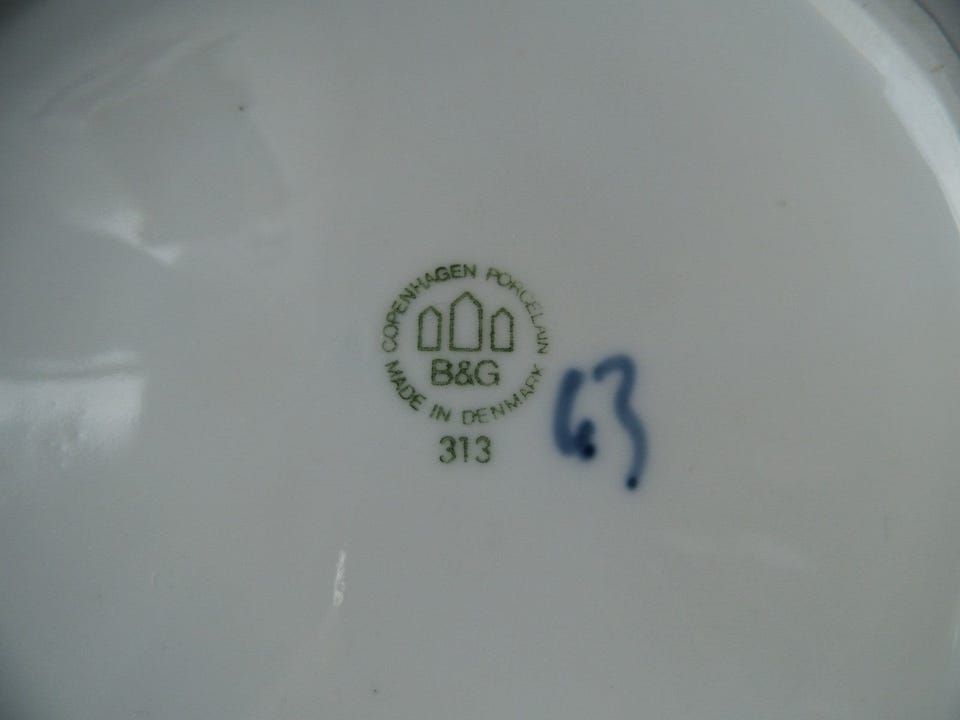 COPENHAGEN PORCELAIN
B&G
MADE IN DENMARK
313
63